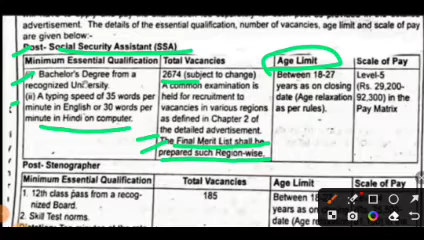 advertisement. The details of the essential qualification, number of vacancies, age limit and scale of pay
are given below:-
Post- Social Security Assistant (SSA)
Minimum Essential Qualification
(i) Bachelor's Degree from a
recognized University.
(ii) A typing speed of 35 words per
minute in English or 30 words per
minute in Hindi on computer.
Total Vacancies
2674 (subject to change)
A common examination is
held for recruitment to
vacancies in various regions
as defined in Chapter 2 of
the detailed advertisement.
The Final Merit List shall be
prepared such Region-wise.
Age Limit
Between 18-27
years as on closing
date (Age relaxation
as per rules).
Scale of Pay
Level-5
(Rs. 29,200-
92,300) in the
Pay Matrix
Post- Stenographer
Minimum Essential Qualification
1. 12th class pass from a recog-
nized Board.
2. Skill Test norms.
Total Vacancies
185
Age Limit
Between 18
years as on
date (Age re
Scale of Pay